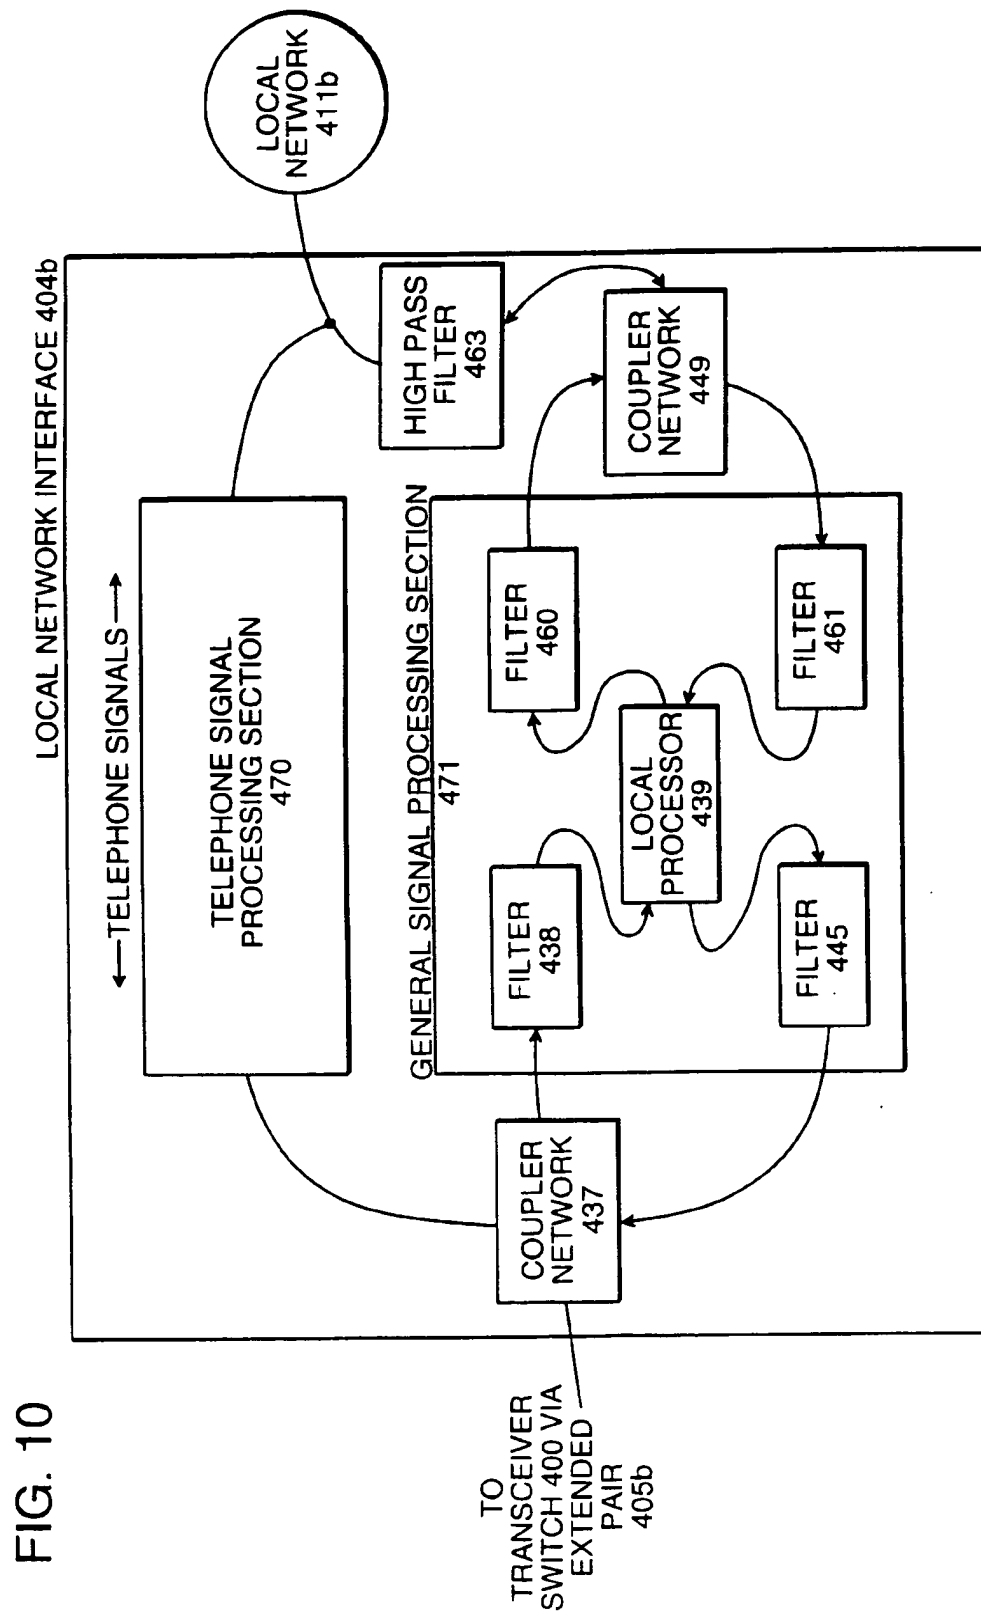 FIG. 10
LOCAL NETWORK INTERFACE 404b
←TELEPHONE SIGNALS→
TELEPHONE SIGNAL
PROCESSING SECTION
470
LOCAL
NETWORK
411b
HIGH PASS
FILTER
463
GENERAL SIGNAL PROCESSING SECTION
471
COUPLER
NETWORK
437
FILTER
438
FILTER
460
COUPLER
NETWORK
449
LOCAL
PROCESSOR
439
FILTER
445
FILTER
461
TO
TRANSCEIVER
SWITCH 400 VIA
EXTENDED
PAIR
405b